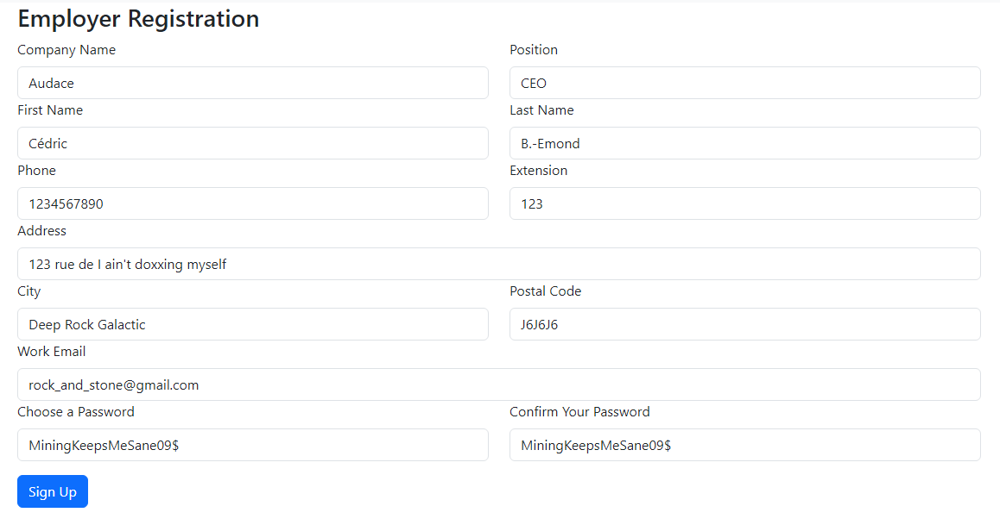 Employer Registration
Company Name Position
Audace CEO
First Name Last Name
Cédric B.-Emond
Phone Extension
1234567890 123
Address
123 rue de I ain't doxxing myself
City Postal Code
Deep Rock Galactic J6J6J6
Work Email
rock_and_stone@gmail.com
Choose a Password Confirm Your Password
MiningKeepsMeSane09$ MiningKeepsMeSane09$
Sign Up